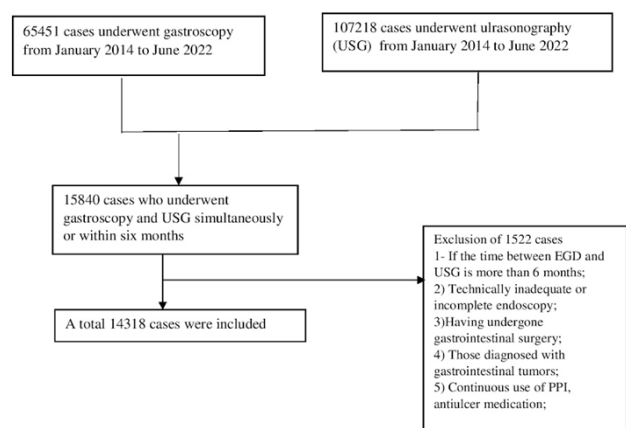 65451 cases underwent gastroscopy
from January 2014 to June 2022
107218 cases underwent ulrasonography
(USG) from January 2014 to June 2022
15840 cases who underwent
gastroscopy and USG simultaneously
or within six months
Exclusion of 1522 cases
1- If the time between EGD and
USG is more than 6 months;
2) Technically inadequate or
incomplete endoscopy;
3)Having undergone
gastrointestinal surgery;
4) Those diagnosed with
gastrointestinal tumors;
5) Continuous use of PPI,
antiulcer medication;
A total 14318 cases were included